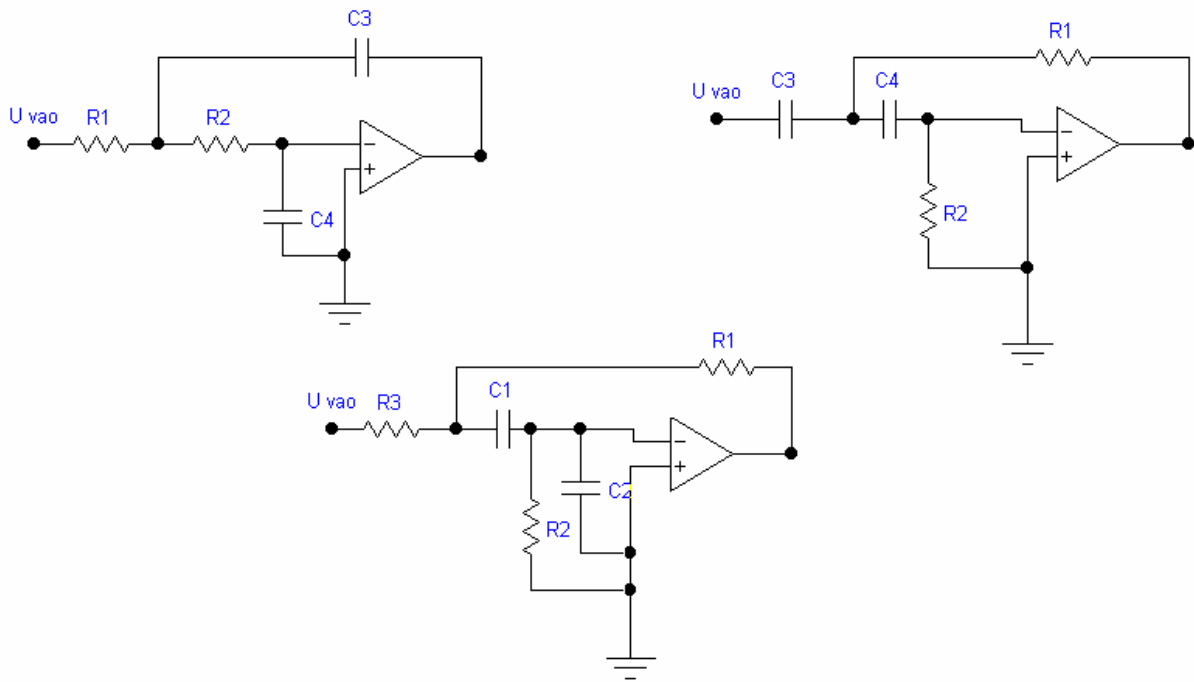 C3
U vao
R1
R2
−
+
C4
R1
U vao
C3
C4
−
+
R2
R1
U vao
R3
C1
−
+
C2
R2